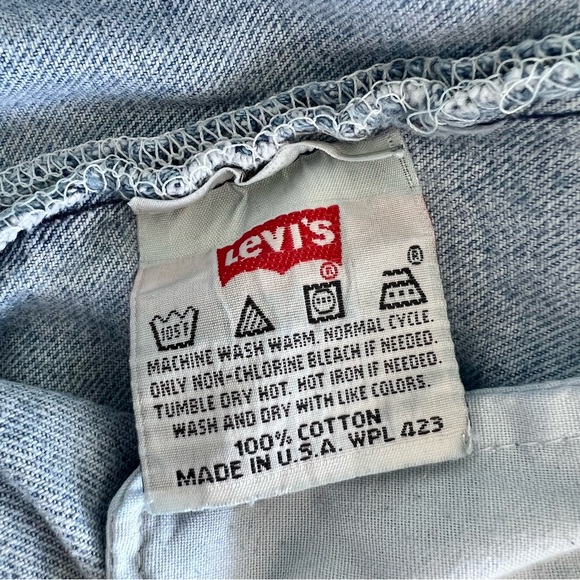 Levi's
®
®
105°
MACHINE WASH WARM. NORMAL CYCLE.
ONLY NON-CHLORINE BLEACH IF NEEDED.
TUMBLE DRY HOT. HOT IRON IF NEEDED.
WASH AND DRY WITH LIKE COLORS.
100% COTTON
MADE IN U.S.A. WPL 423